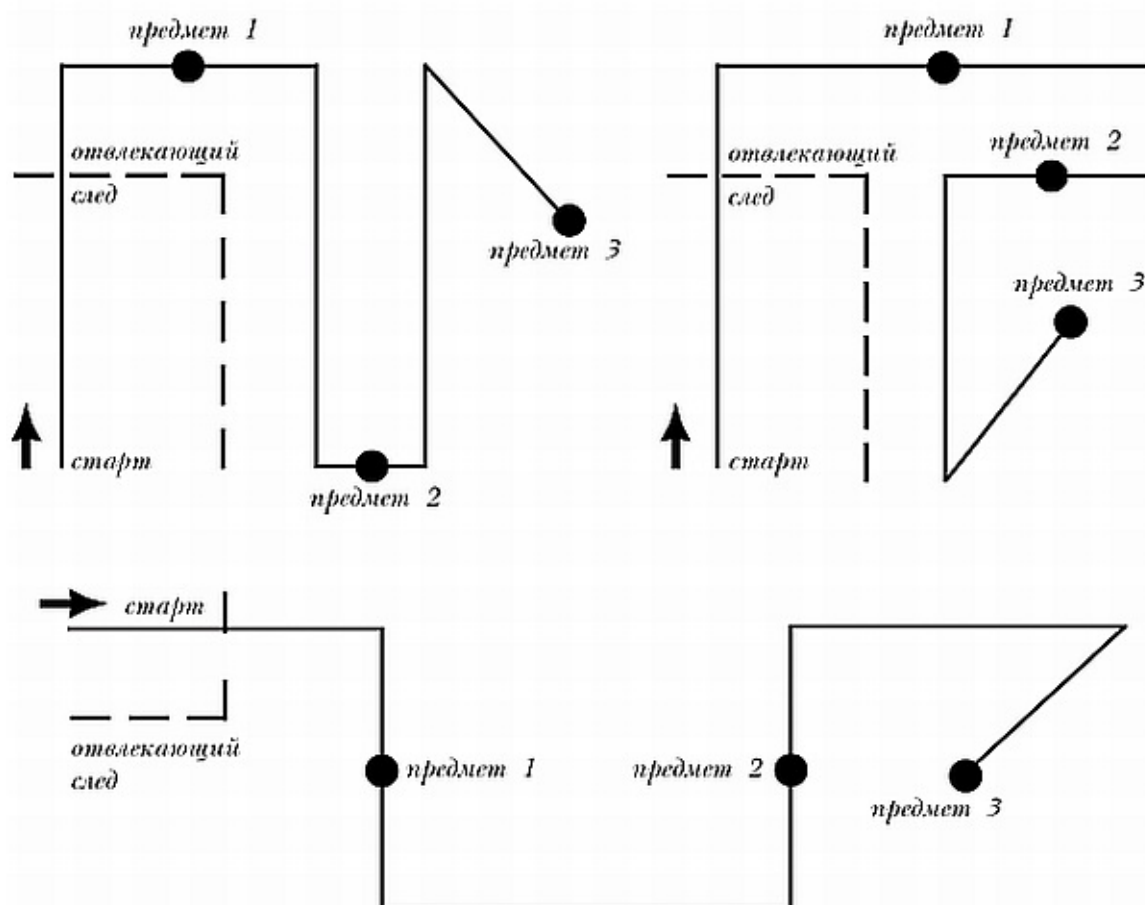 предмет 1
отвлекающий
след
предмет 3
старт
предмет 2
предмет 1
предмет 2
отвлекающий
след
предмет 3
старт
старт
отвлекающий
след
предмет 1
предмет 2
предмет 3